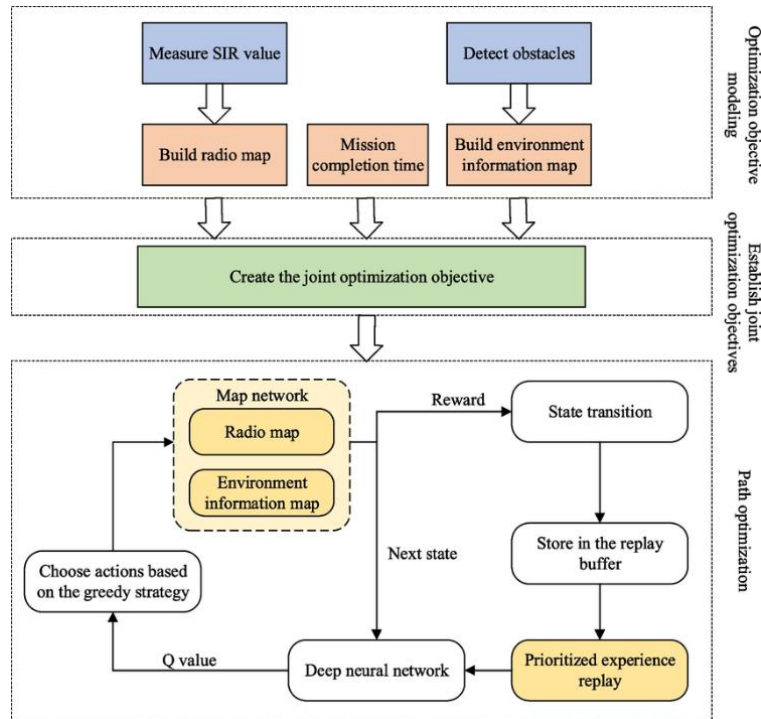 Measure SIR value
Detect obstacles
Build radio map
Mission
completion time
Build environment
information map
Optimization objective
modeling
Create the joint optimization objective
Establish joint
optimization objectives
Map network
Radio map
Environment
information map
Reward
State transition
Store in the replay
buffer
Next state
Choose actions based
on the greedy strategy
Q value
Deep neural network
Prioritized experience
replay
Path optimization